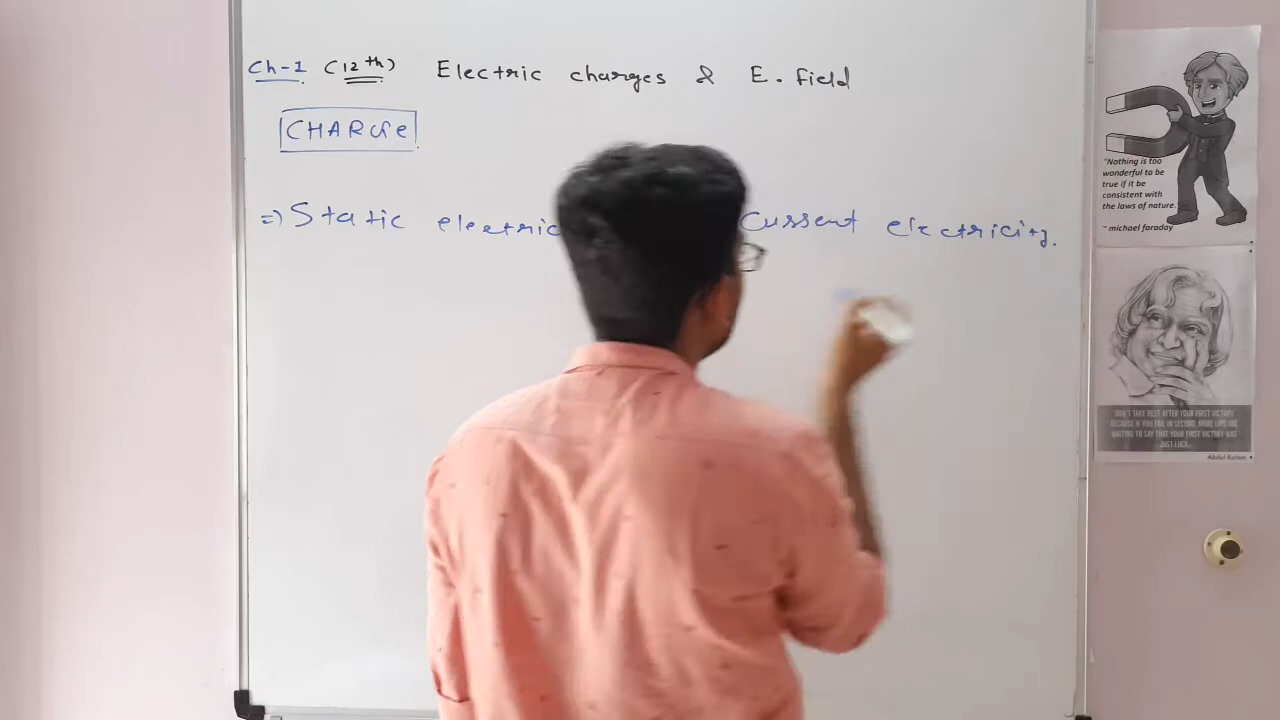 Ch-1 (12th) Electric charges & E. Field
CHARGE
=) Static electric current electricity.
"Nothing is too
wonderful to be
true if it be
consistent with
the laws of nature."
~ michael faraday
DON'T TAKE REST AFTER YOUR FIRST VICTORY
BECAUSE IF YOU FAIL IN SECOND, MORE LIPS ARE
WAITING TO SAY THAT YOUR FIRST VICTORY WAS
JUST LUCK.
Abdul Kalam